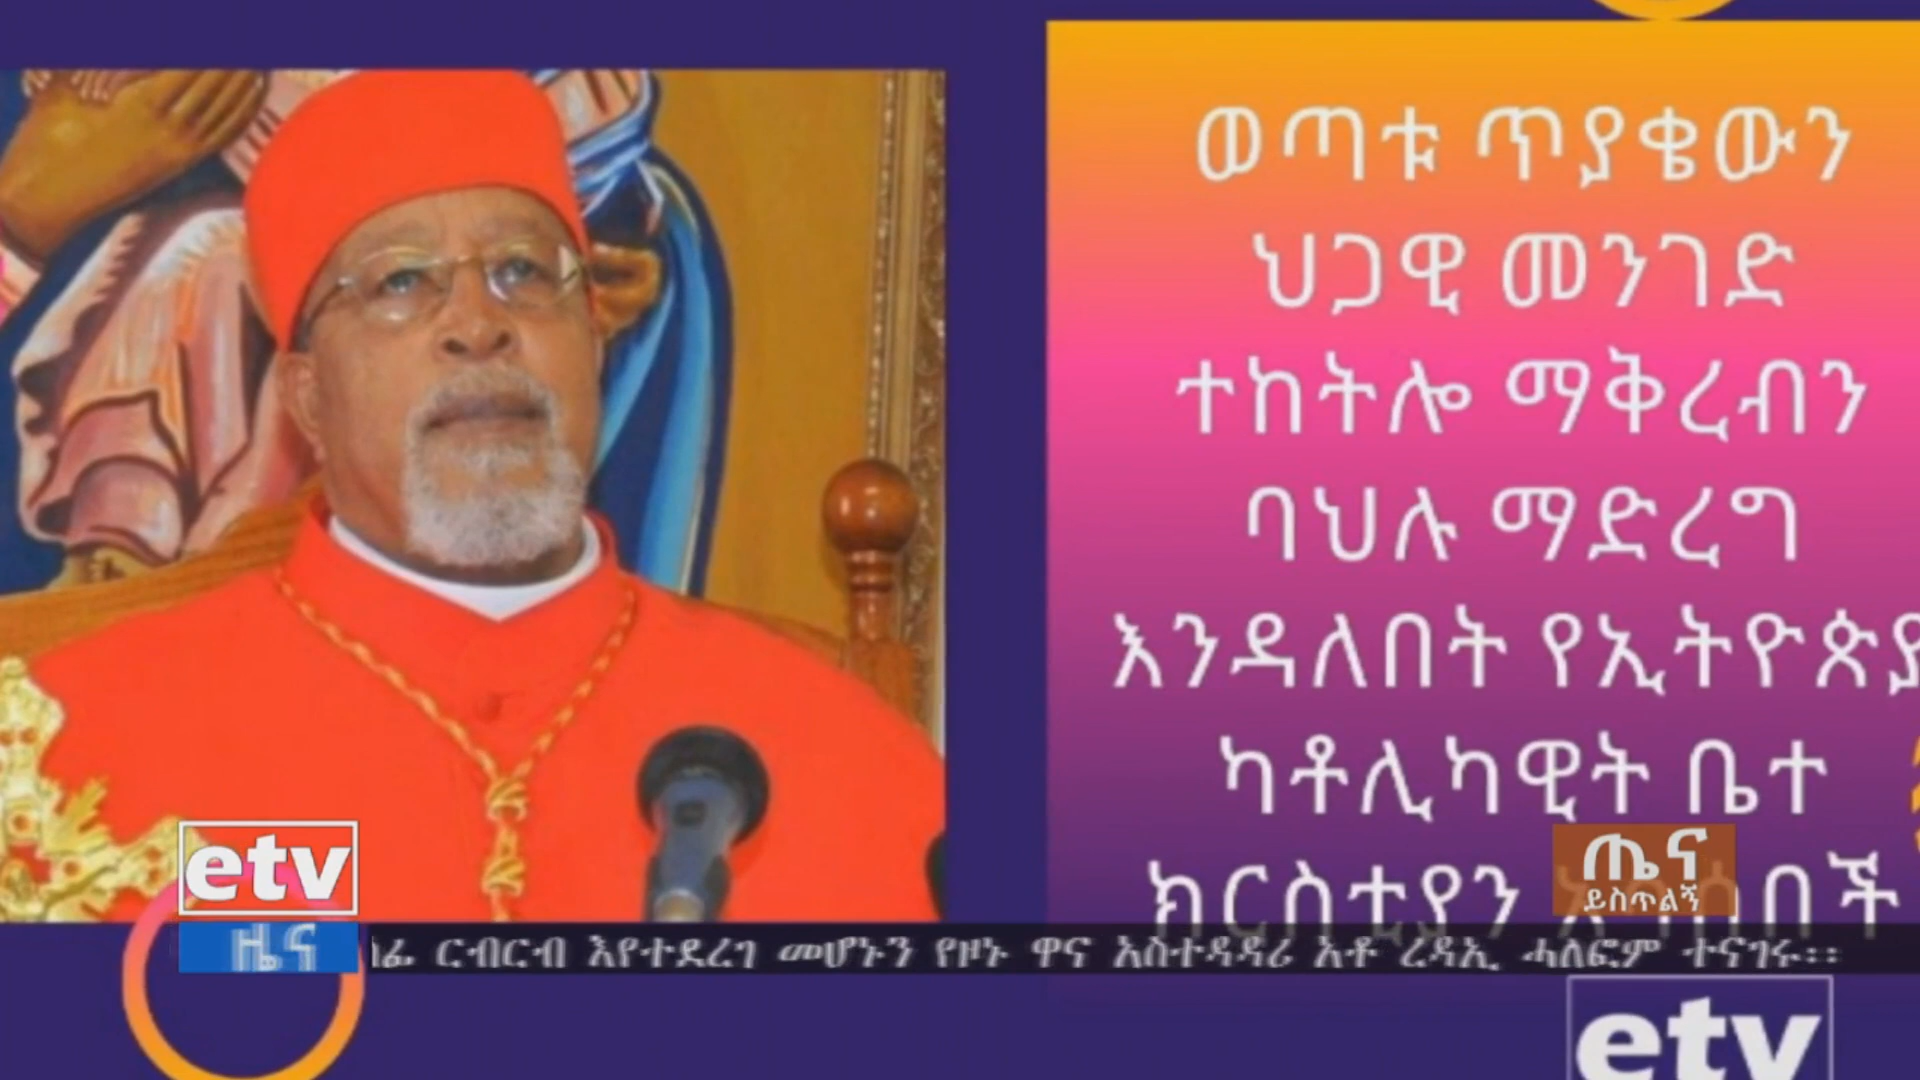 ወጣቱ ጥያቄውን
ህጋዊ መንገድ
ተከትሎ ማቅረብን
ባህሉ ማድረግ
እንዳለበት የኢትዮጵያ
ካቶሊካዊት ቤተ
ክርስቲያን
ጤና
ይስጥልኝ
etv
ዜና
ርብርብ እየተደረገ መሆኑን የዞኑ ዋና አስተዳዳሪ አቶ ረዳኢ ሓለፎም ተናገሩ፡፡
etv